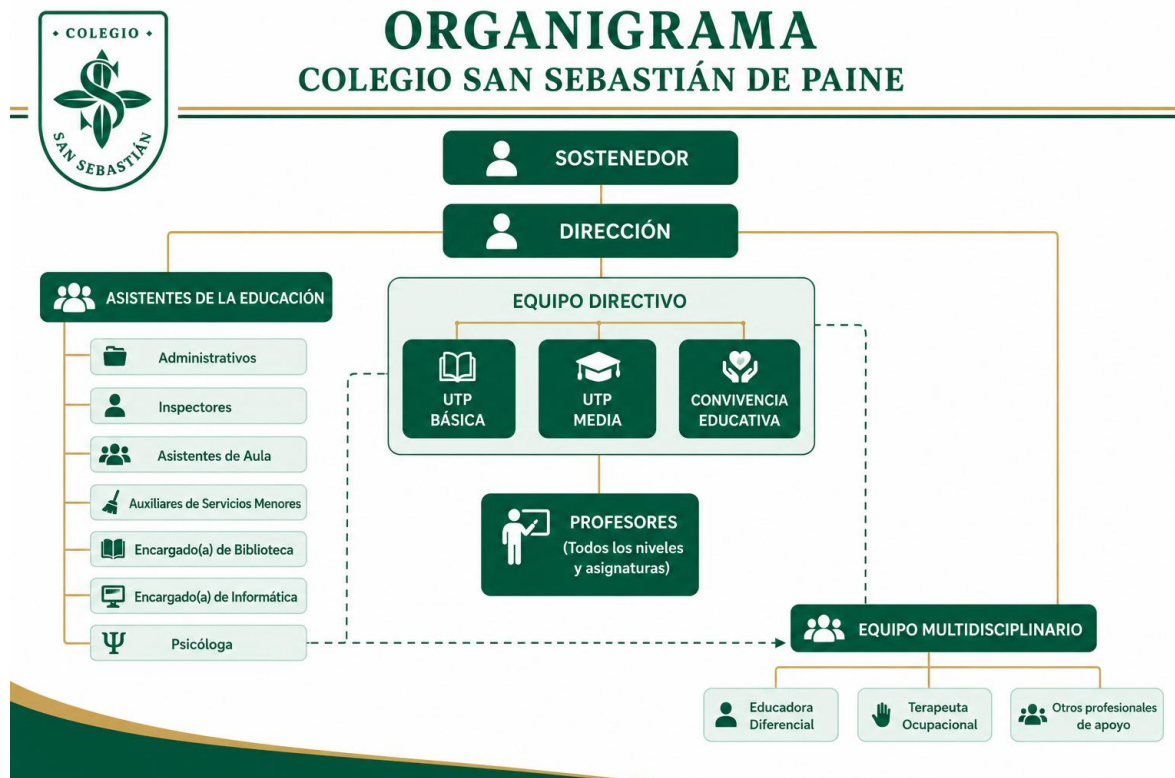 • COLEGIO •
S
SAN SEBASTIÁN
ORGANIGRAMA
COLEGIO SAN SEBASTIÁN DE PAINE
SOSTENEDOR
DIRECCIÓN
ASISTENTES DE LA EDUCACIÓN
Administrativos
Inspectores
Asistentes de Aula
Auxiliares de Servicios Menores
Encargado(a) de Biblioteca
Encargado(a) de Informática
Ψ Psicóloga
EQUIPO DIRECTIVO
UTP
BÁSICA
UTP
MEDIA
CONVIVENCIA
EDUCATIVA
PROFESORES
(Todos los niveles
y asignaturas)
EQUIPO MULTIDISCIPLINARIO
Educadora
Diferencial
Terapeuta
Ocupacional
Otros profesionales
de apoyo